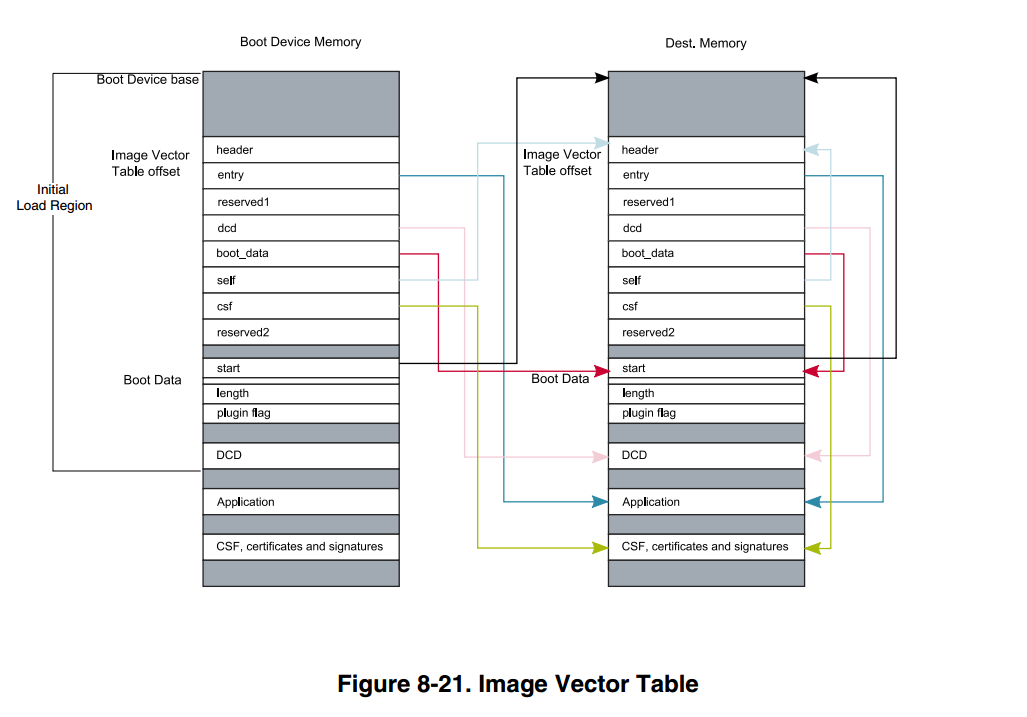 Boot Device Memory
Dest. Memory
Boot Device base
Image Vector
Table offset
Initial
Load Region
header
entry
reserved1
dcd
boot_data
self
csf
reserved2
Boot Data
start
length
plugin flag
DCD
Application
CSF, certificates and signatures
Image Vector
Table offset
header
entry
reserved1
dcd
boot_data
self
csf
reserved2
Boot Data
start
length
plugin flag
DCD
Application
CSF, certificates and signatures
Figure 8-21. Image Vector Table